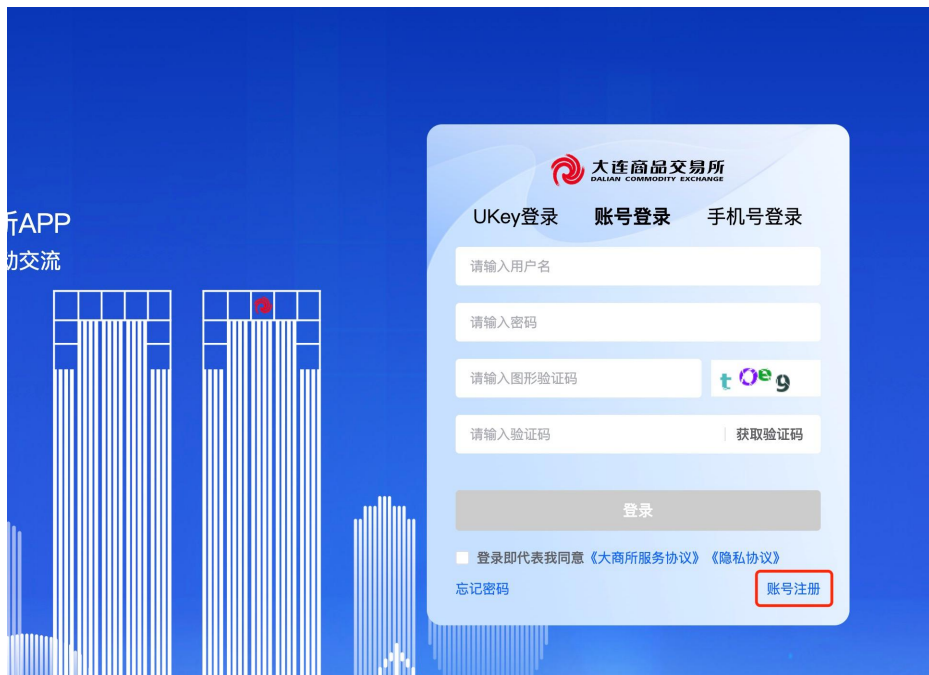 所APP
动交流
大连商品交易所
DALIAN COMMODITY EXCHANGE
UKey登录 账号登录 手机号登录
请输入用户名
请输入密码
请输入图形验证码 tOeg
请输入验证码 获取验证码
登录
登录即代表我同意《大商所服务协议》《隐私协议》
忘记密码 账号注册